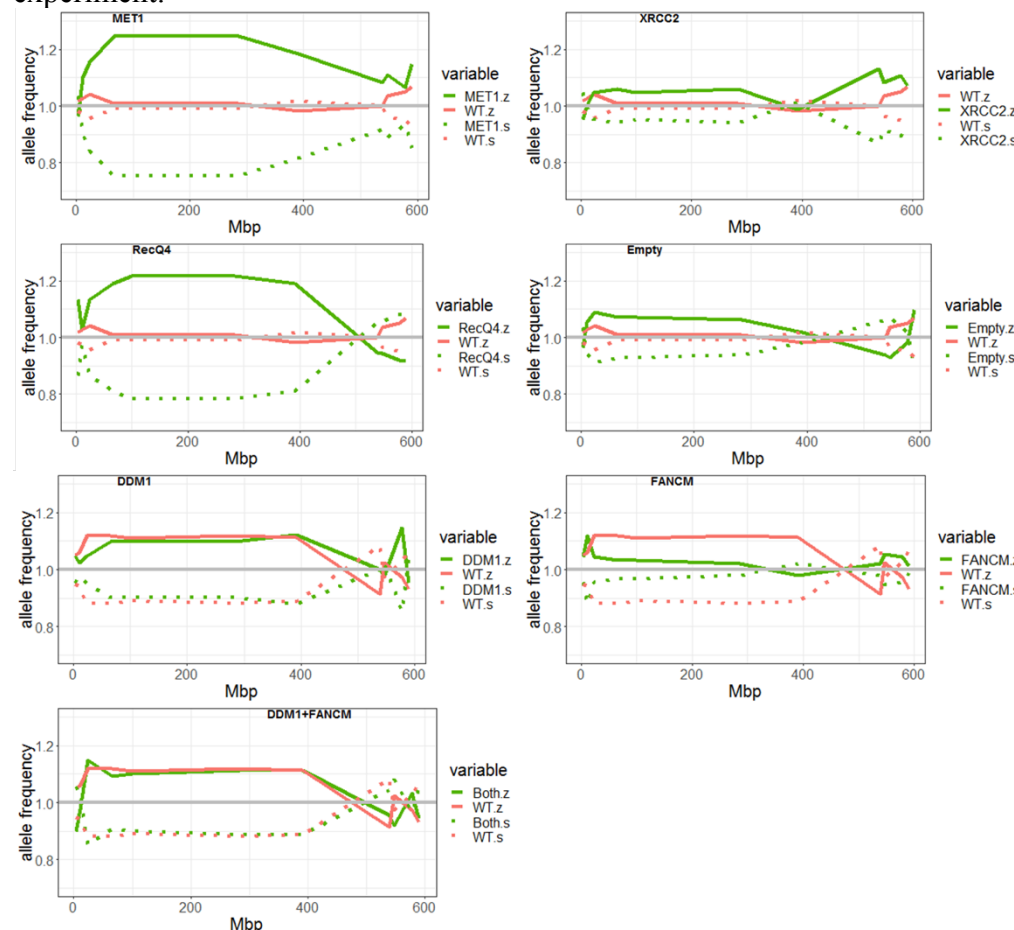 experiment.
MET1
allele frequency
1.2
1.0
0.8
0
200
400
600
Mbp
variable
MET1.z
WT.z
MET1.s
WT.s
XRCC2
allele frequency
1.2
1.0
0.8
0
200
400
600
Mbp
variable
WT.z
XRCC2.z
WT.s
XRCC2.s
RecQ4
allele frequency
1.2
1.0
0.8
0
200
400
600
Mbp
variable
RecQ4.z
WT.z
RecQ4.s
WT.s
Empty
allele frequency
1.2
1.0
0.8
0
200
400
600
Mbp
variable
Empty.z
WT.z
Empty.s
WT.s
DDM1
allele frequency
1.2
1.0
0.8
0
200
400
600
Mbp
variable
DDM1.z
WT.z
DDM1.s
WT.s
FANCM
allele frequency
1.2
1.0
0.8
0
200
400
600
Mbp
variable
FANCM.z
WT.z
FANCM.s
WT.s
DDM1+FANCM
allele frequency
1.2
1.0
0.8
0
200
400
600
Mbp
variable
Both.z
WT.z
Both.s
WT.s